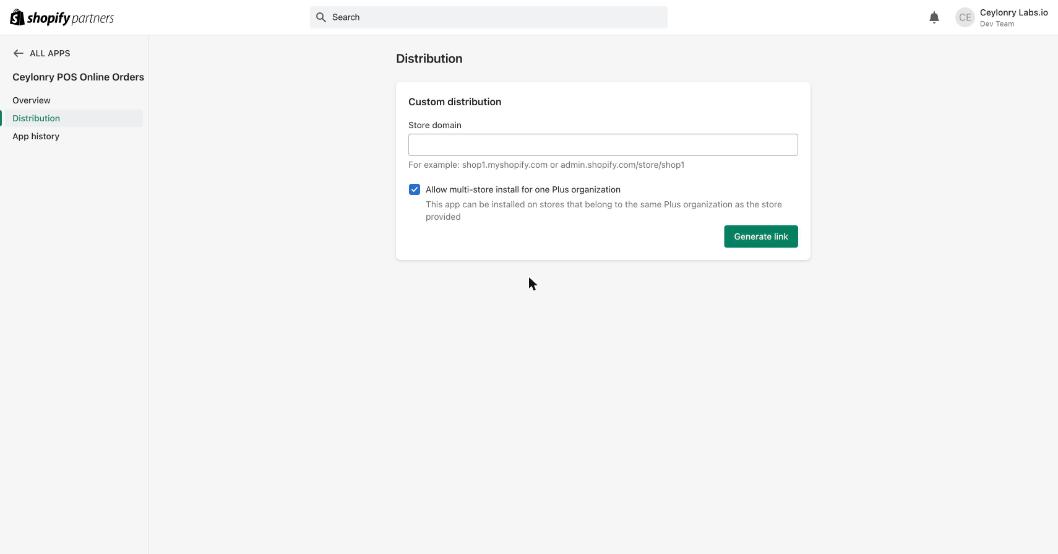 shopify partners
Search
CE
Ceylonry Labs.io
Dev Team
ALL APPS
Ceylonry POS Online Orders
Overview
Distribution
App history
Distribution
Custom distribution
Store domain
For example: shop1.myshopify.com or admin.shopify.com/store/shop1
Allow multi-store install for one Plus organization
This app can be installed on stores that belong to the same Plus organization as the store
provided
Generate link